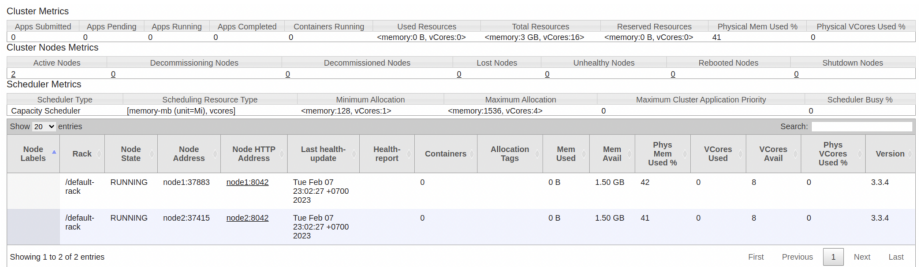 Cluster Metrics
Apps Submitted Apps Pending Apps Running Apps Completed Containers Running Used Resources Total Resources Reserved Resources Physical Mem Used % Physical VCores Used %
0 0 0 0 0 <memory:0 B, vCores:0> <memory:3 GB, vCores:16> <memory:0 B, vCores:0> 41 0
Cluster Nodes Metrics
Active Nodes Decommissioning Nodes Decommissioned Nodes Lost Nodes Unhealthy Nodes Rebooted Nodes Shutdown Nodes
2 0 0 0 0 0 0
Scheduler Metrics
Scheduler Type Scheduling Resource Type Minimum Allocation Maximum Allocation Maximum Cluster Application Priority Scheduler Busy %
Capacity Scheduler [memory-mb (unit=Mi), vcores] <memory:128, vCores:1> <memory:1536, vCores:4> 0 0
Show 20 entries Search:
Node Labels Rack Node State Node Address Node HTTP Address Last health-update Health-report Containers Allocation Tags Mem Used Mem Avail Phys Mem Used % VCores Used VCores Avail Phys VCores Used % Version
/default-rack RUNNING node1:37883 node1:8042 Tue Feb 07 23:02:27 +0700 2023 0 0 B 1.50 GB 42 0 8 0 3.3.4
/default-rack RUNNING node2:37415 node2:8042 Tue Feb 07 23:02:27 +0700 2023 0 0 B 1.50 GB 41 0 8 0 3.3.4
Showing 1 to 2 of 2 entries First Previous 1 Next Last